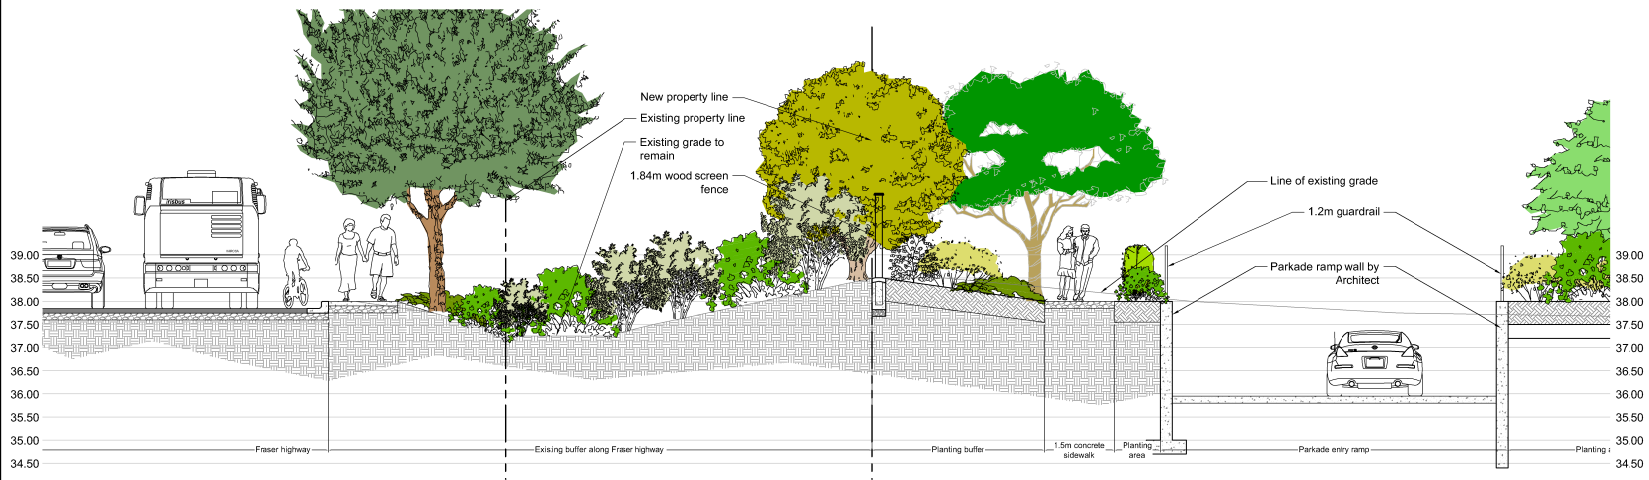 New property line
Existing property line
Existing grade to
remain
1.84m wood screen
fence
Line of existing grade
1.2m guardrail
Parkade ramp wall by
Architect
39.00
38.50
38.00
37.50
37.00
36.50
36.00
35.50
35.00
34.50
39.00
38.50
38.00
37.50
37.00
36.50
36.00
35.50
35.00
34.50
Fraser highway
Exising buffer along Fraser highway
Planting buffer
1.5m concrete
sidewalk
Planting
area
Parkade entry ramp
Planting